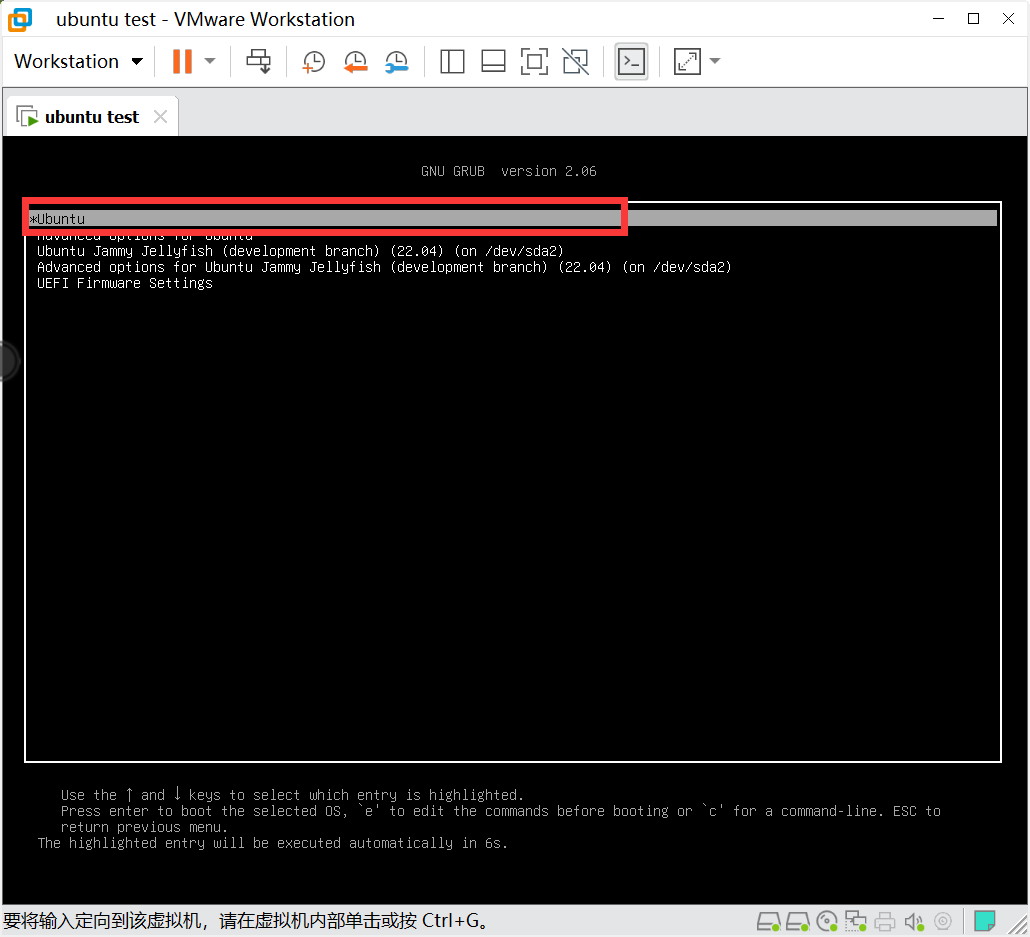 ubuntu test - VMware Workstation
Workstation
ubuntu test
GNU GRUB version 2.06
*Ubuntu
Advanced options for Ubuntu
Ubuntu Jammy Jellyfish (development branch) (22.04) (on /dev/sda2)
Advanced options for Ubuntu Jammy Jellyfish (development branch) (22.04) (on /dev/sda2)
UEFI Firmware Settings
Use the ↑ and ↓ keys to select which entry is highlighted.
Press enter to boot the selected OS, `e' to edit the commands before booting or `c' for a command-line. ESC to
return previous menu.
The highlighted entry will be executed automatically in 6s.
要将输入定向到该虚拟机，请在虚拟机内部单击或按 Ctrl+G。